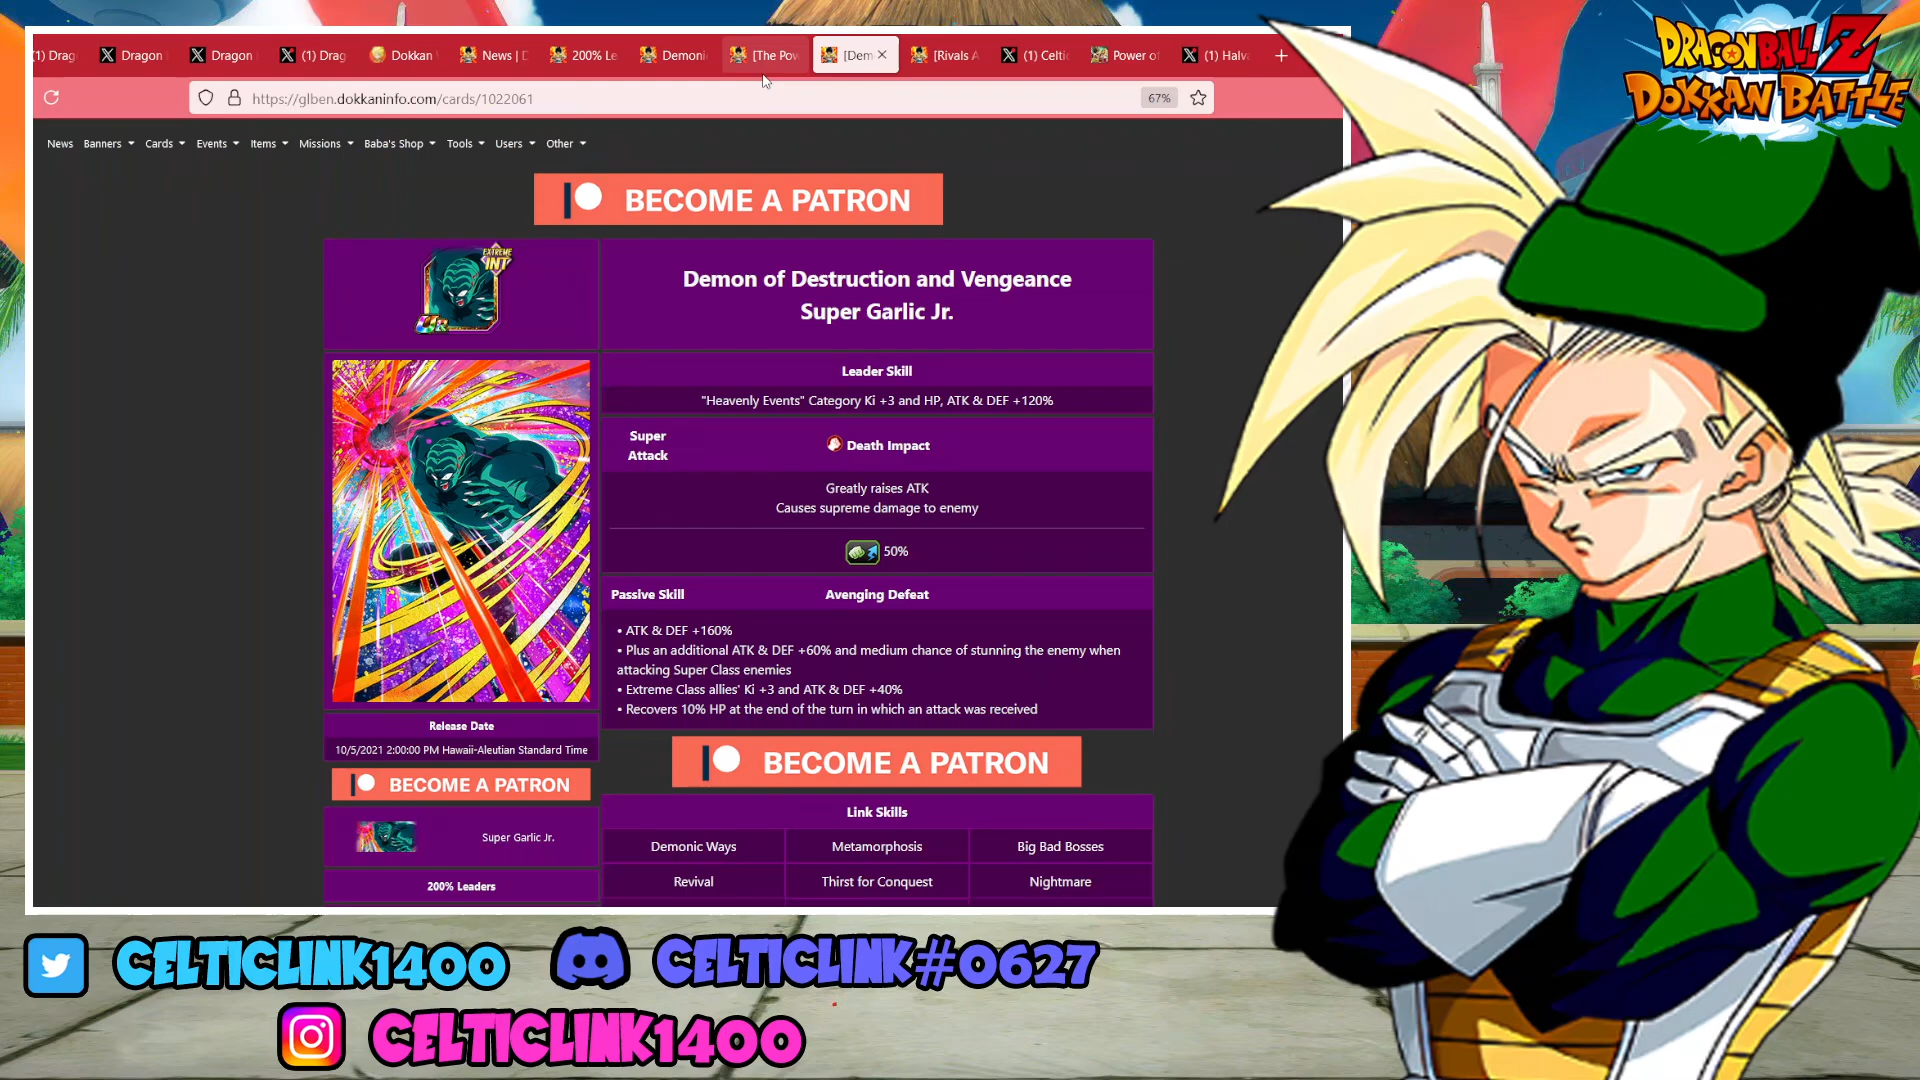 (1) Drag
Dragon
Dragon
(1) Drag
Dokkan
News | D
200% Le
Demoni
[The Pow
[Dem
[Rivals A
(1) Celti
Power of
(1) Halv
https://glben.dokkaninfo.com/cards/1022061
67%
News Banners Cards Events Items Missions Baba's Shop Tools Users Other
BECOME A PATRON
EXTREME
INT
UR
Demon of Destruction and Vengeance
Super Garlic Jr.
Leader Skill
"Heavenly Events" Category Ki +3 and HP, ATK & DEF +120%
Super
Attack
Death Impact
Greatly raises ATK
Causes supreme damage to enemy
50%
Passive Skill
Avenging Defeat
• ATK & DEF +160%
• Plus an additional ATK & DEF +60% and medium chance of stunning the enemy when
attacking Super Class enemies
• Extreme Class allies' Ki +3 and ATK & DEF +40%
• Recovers 10% HP at the end of the turn in which an attack was received
Release Date
10/5/2021 2:00:00 PM Hawaii-Aleutian Standard Time
BECOME A PATRON
BECOME A PATRON
Super Garlic Jr.
200% Leaders
Link Skills
Demonic Ways Metamorphosis Big Bad Bosses
Revival Thirst for Conquest Nightmare
DRAGON BALL Z
DOKKAN BATTLE
CELTICLINK1400
CELTICLINK#0627
CELTICLINK1400